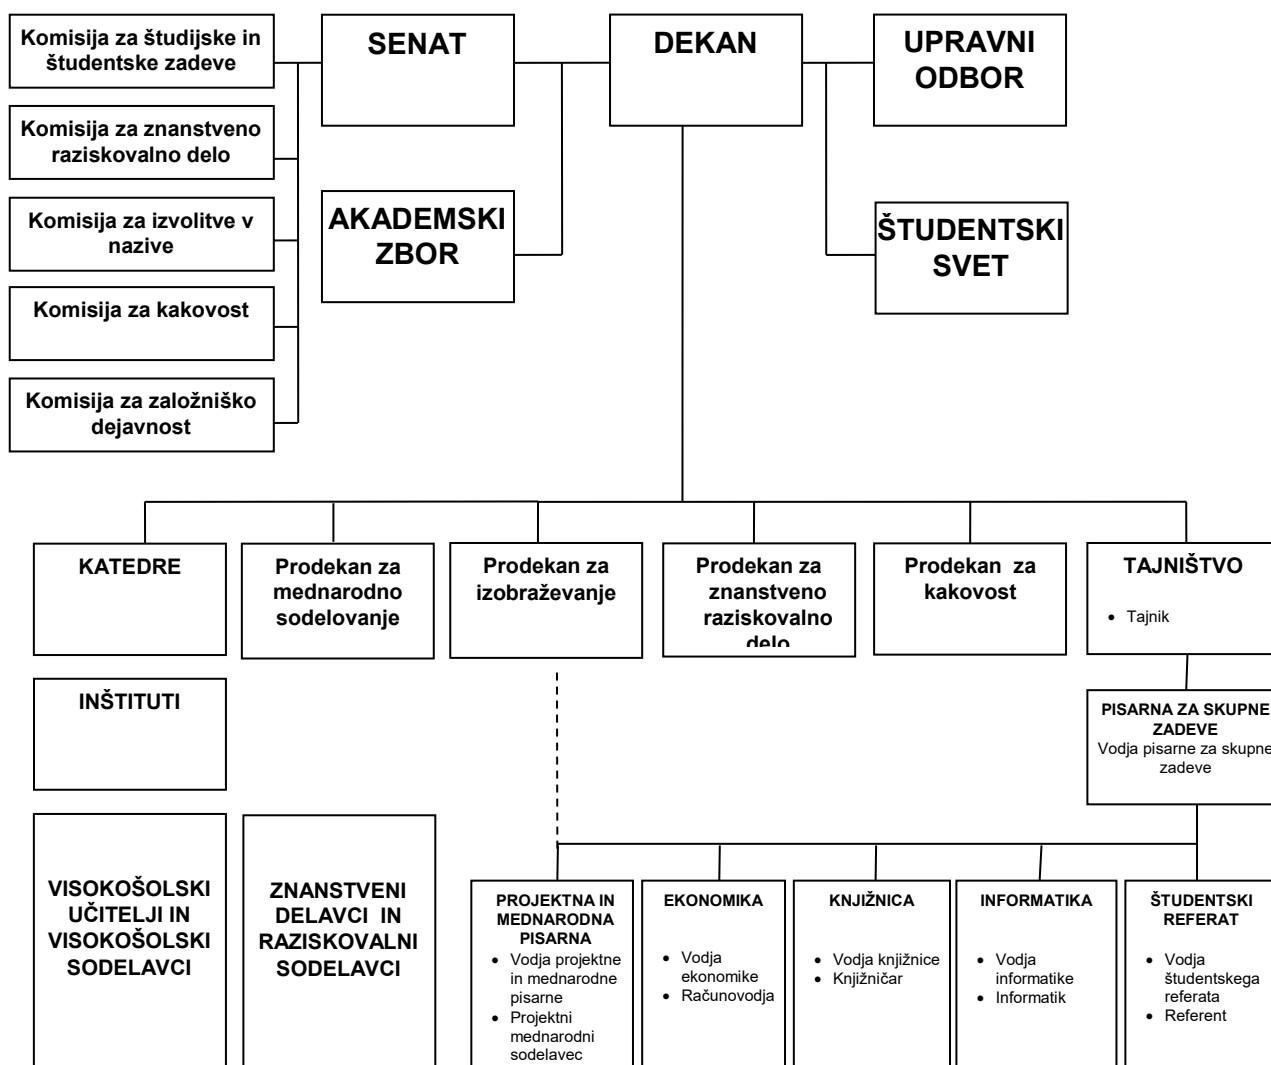 Komisija za študijske in
študentske zadeve
SENAT
DEKAN
UPRAVNI
ODBOR
Komisija za znanstveno
raziskovalno delo
Komisija za izvolitve v
nazive
AKADEMSKI
ZBOR
ŠTUDENTSKI
SVET
Komisija za kakovost
Komisija za založniško
dejavnost
KATEDRE
Prodekan za
mednarodno
sodelovanje
Prodekan za
izobraževanje
Prodekan za
znanstveno
raziskovalno
delo
Prodekan za
kakovost
TAJNIŠTVO
• Tajnik
INŠTITUTI
PISARNA ZA SKUPNE
ZADEVE
Vodja pisarne za skupne
zadeve
VISOKOŠOLSKI
UČITELJI IN
VISOKOŠOLSKI
SODELAVCI
ZNANSTVENI
DELAVCI IN
RAZISKOVALNI
SODELAVCI
PROJEKTNA IN
MEDNARODNA
PISARNA
• Vodja projektne
in mednarodne
pisarne
• Projektni
mednarodni
sodelavec
EKONOMIKA
• Vodja
ekonomike
• Računovodja
KNJIŽNICA
• Vodja knjižnice
• Knjižničar
INFORMATIKA
• Vodja
informatike
• Informatik
ŠTUDENTSKI
REFERAT
• Vodja
študentskega
referata
• Referent